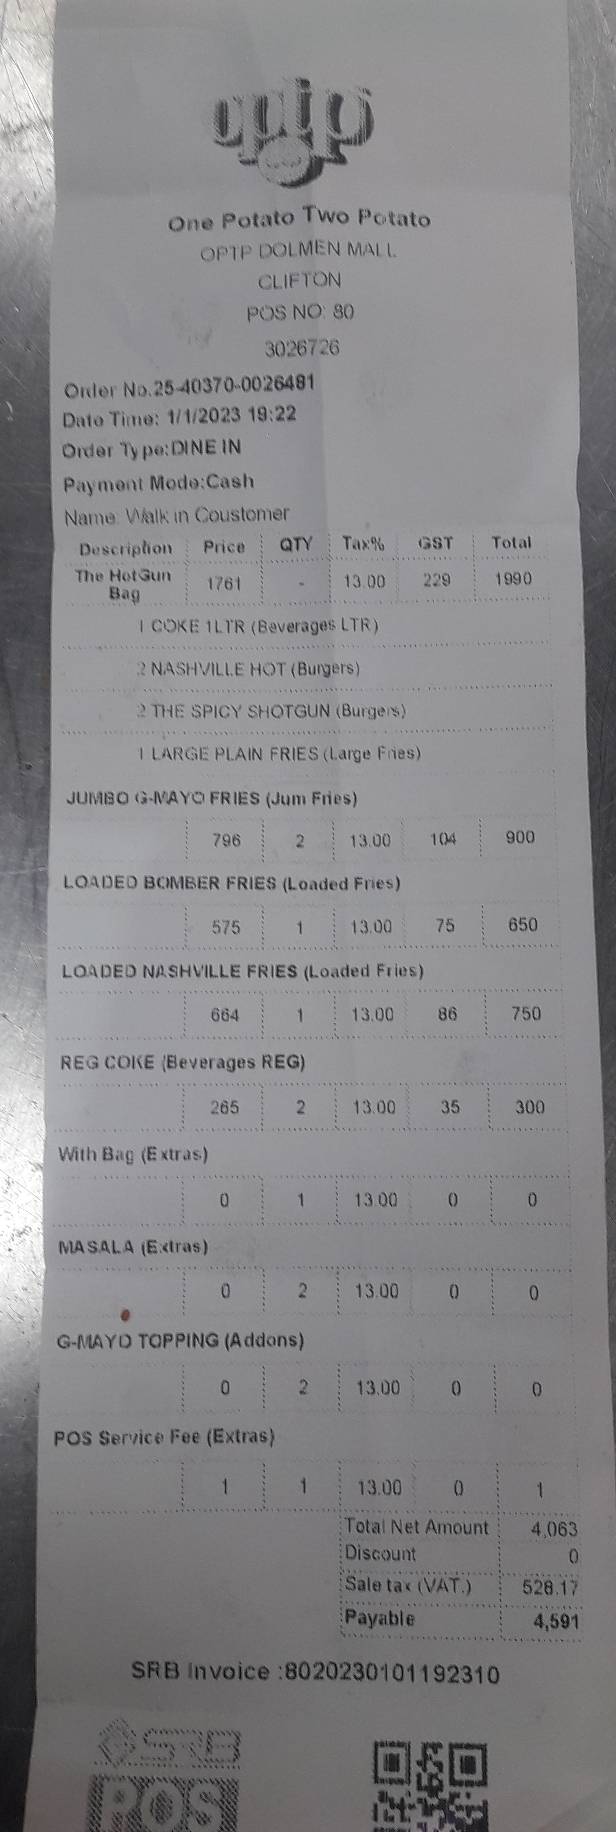 optp
One Potato Two Potato
OPTP DOLMEN MALL
CLIFTON
POS NO: 80
3026726
Order No.25-40370-0026481
Date Time: 1/1/2023 19:22
Order Type:DINE IN
Payment Mode:Cash
Name: Walk in Coustomer
Description Price QTY Tax% GST Total
The HotGun Bag 1761 - 13.00 229 1990
1 COKE 1LTR (Beverages LTR)
2 NASHVILLE HOT (Burgers)
2 THE SPICY SHOTGUN (Burgers)
1 LARGE PLAIN FRIES (Large Fries)
JUMBO G-MAYO FRIES (Jum Fries)
796 2 13.00 104 900
LOADED BOMBER FRIES (Loaded Fries)
575 1 13.00 75 650
LOADED NASHVILLE FRIES (Loaded Fries)
664 1 13.00 86 750
REG COKE (Beverages REG)
265 2 13.00 35 300
With Bag (Extras)
0 1 13.00 0 0
MASALA (Extras)
0 2 13.00 0 0
G-MAYO TOPPING (Addons)
0 2 13.00 0 0
POS Service Fee (Extras)
1 1 13.00 0 1
Total Net Amount 4,063
Discount 0
Sale tax (VAT.) 528.17
Payable 4,591
SRB Invoice :8020230101192310
SRB
POS